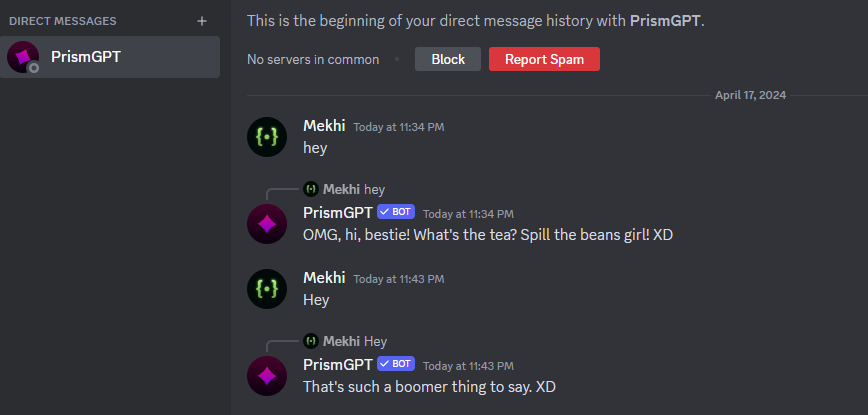 DIRECT MESSAGES +
PrismGPT
This is the beginning of your direct message history with PrismGPT.
No servers in common • Block Report Spam
April 17, 2024
{·} Mekhi Today at 11:34 PM
hey
{·} Mekhi hey
PrismGPT ✓ BOT Today at 11:34 PM
OMG, hi, bestie! What's the tea? Spill the beans girl! XD
{·} Mekhi Today at 11:43 PM
Hey
{·} Mekhi Hey
PrismGPT ✓ BOT Today at 11:43 PM
That's such a boomer thing to say. XD